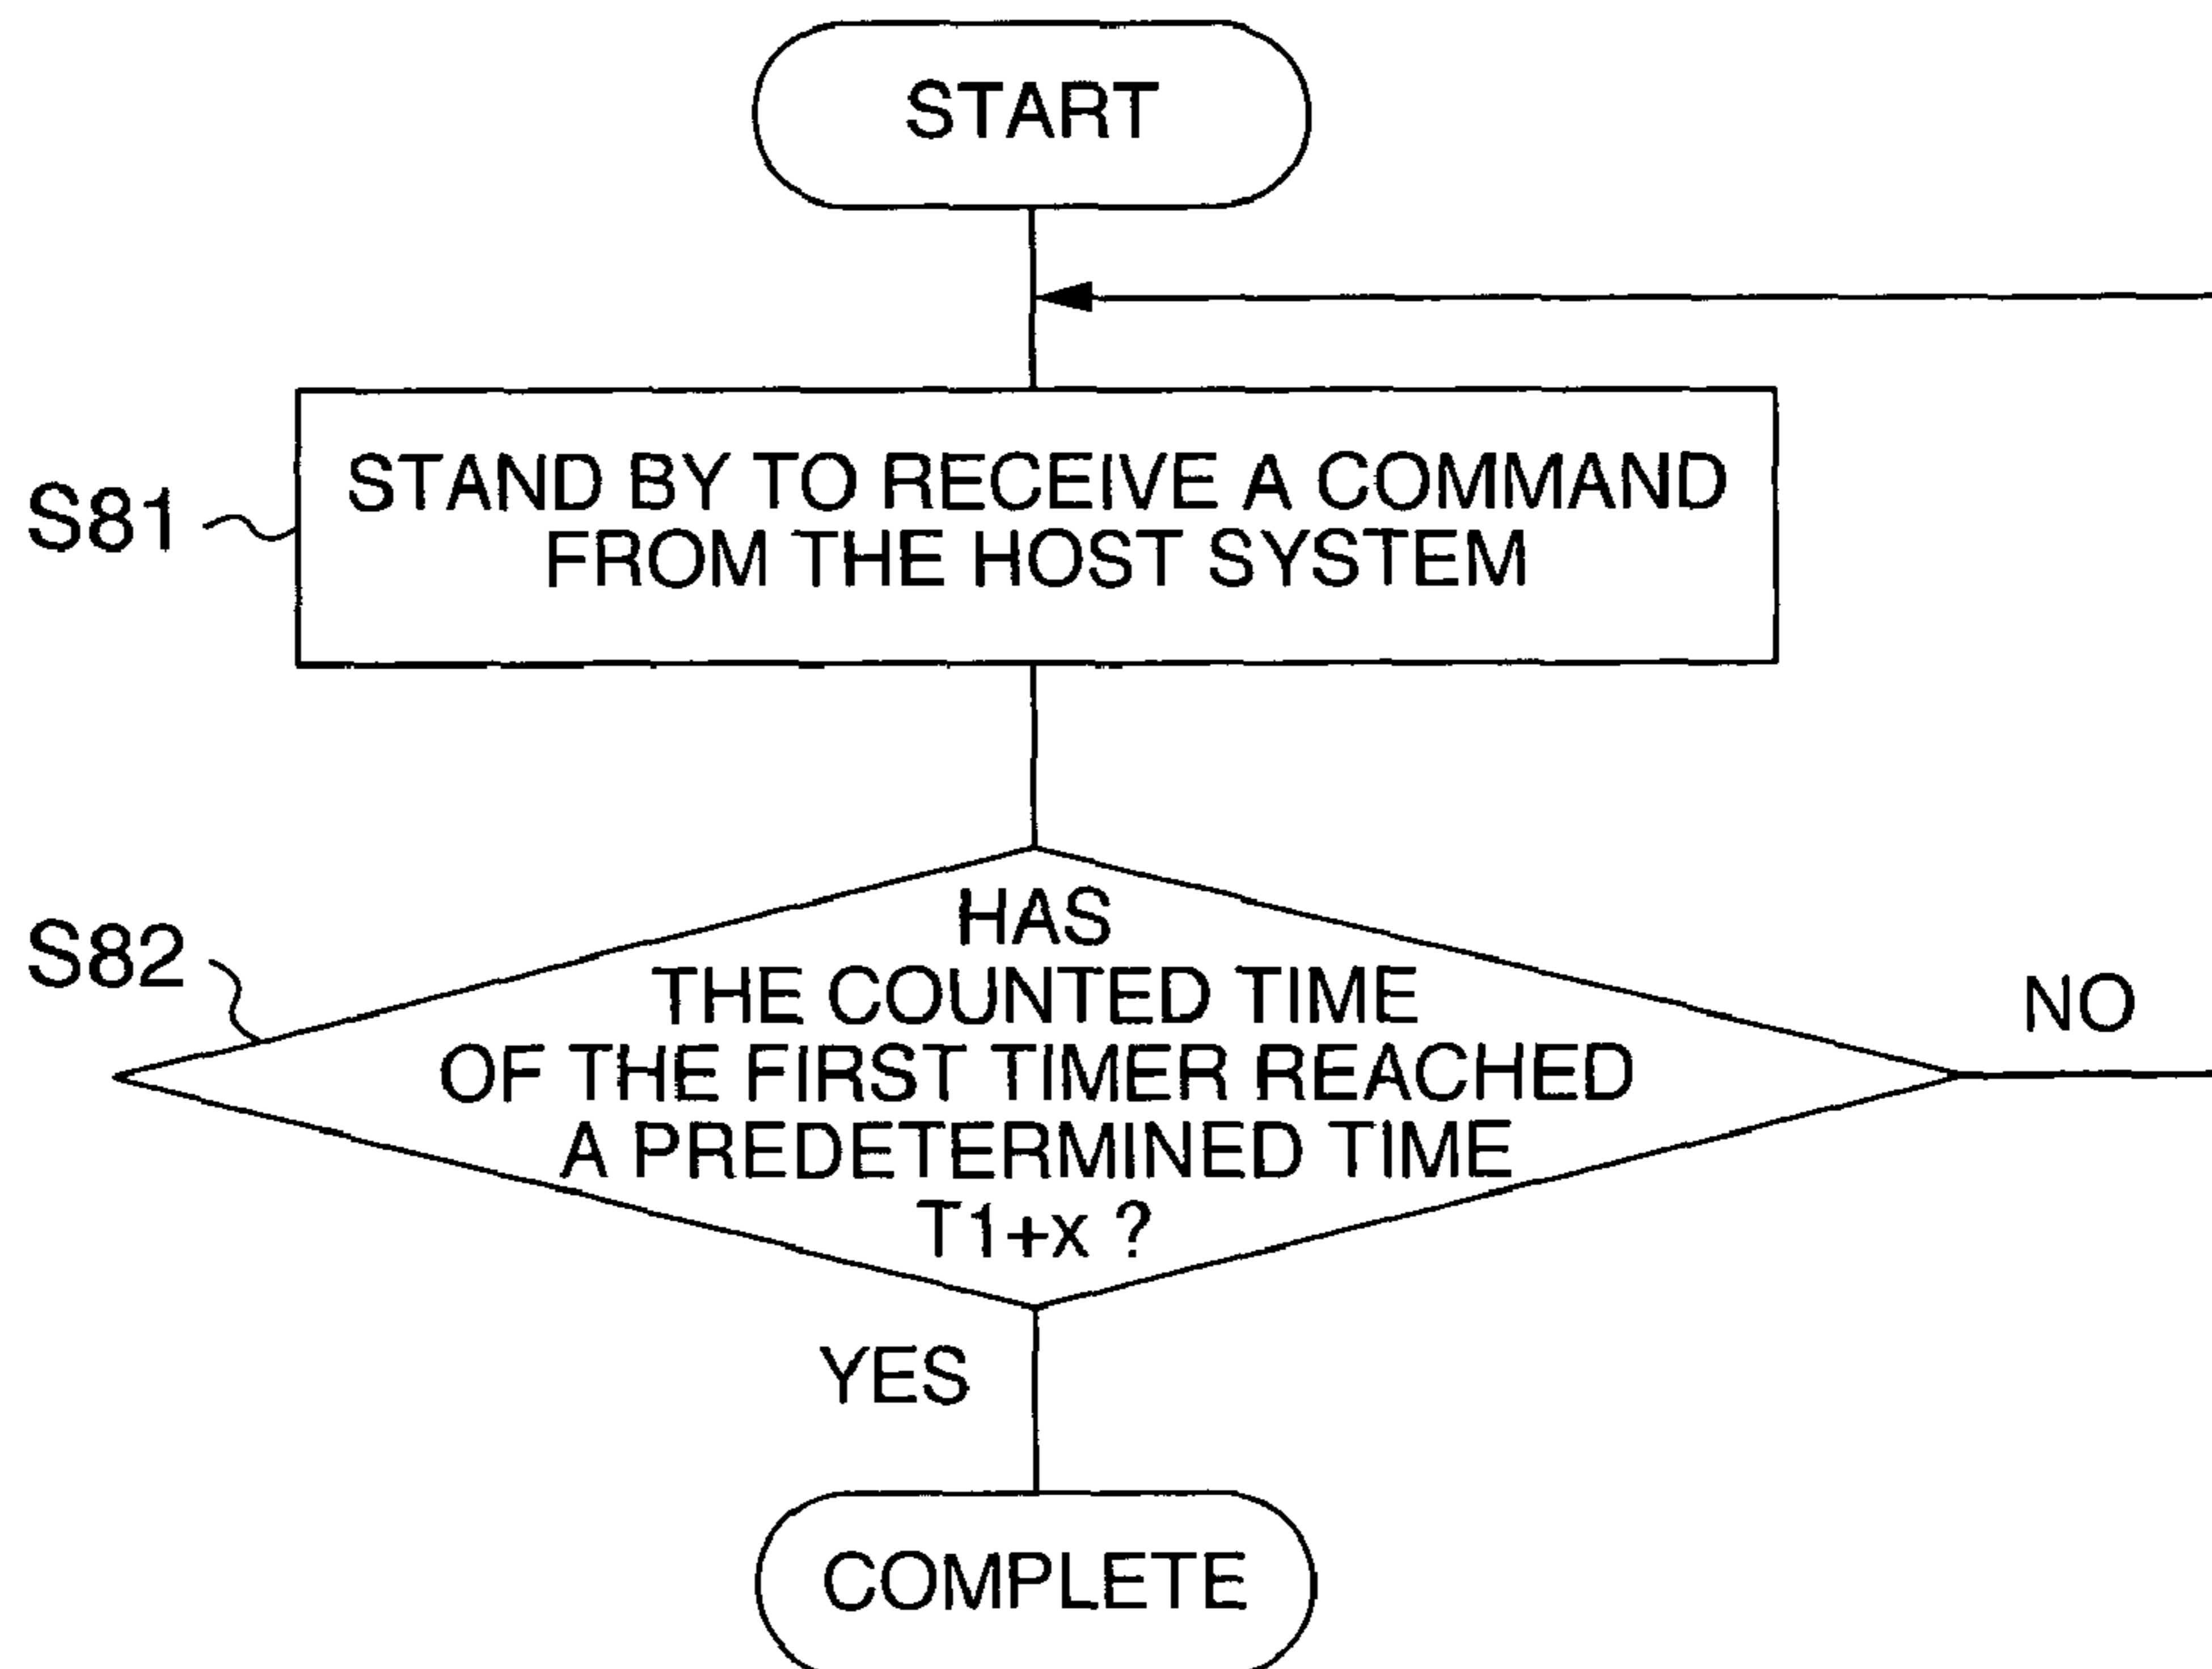 START
S81
STAND BY TO RECEIVE A COMMAND
FROM THE HOST SYSTEM
S82
HAS
THE COUNTED TIME
OF THE FIRST TIMER REACHED
A PREDETERMINED TIME
T1+x ?
NO
YES
COMPLETE